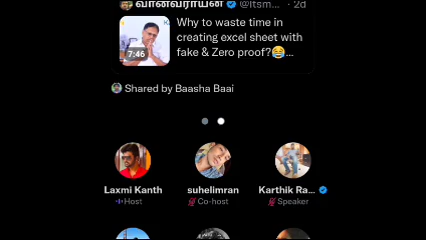 வானவராயன் @itsm... · 2d
Why to waste time in
creating excel sheet with
fake & Zero proof?😂...
7:46
Shared by Baasha Baai
Laxmi Kanth
suhelimran
Karthik Ra...
Host
Co-host
Speaker